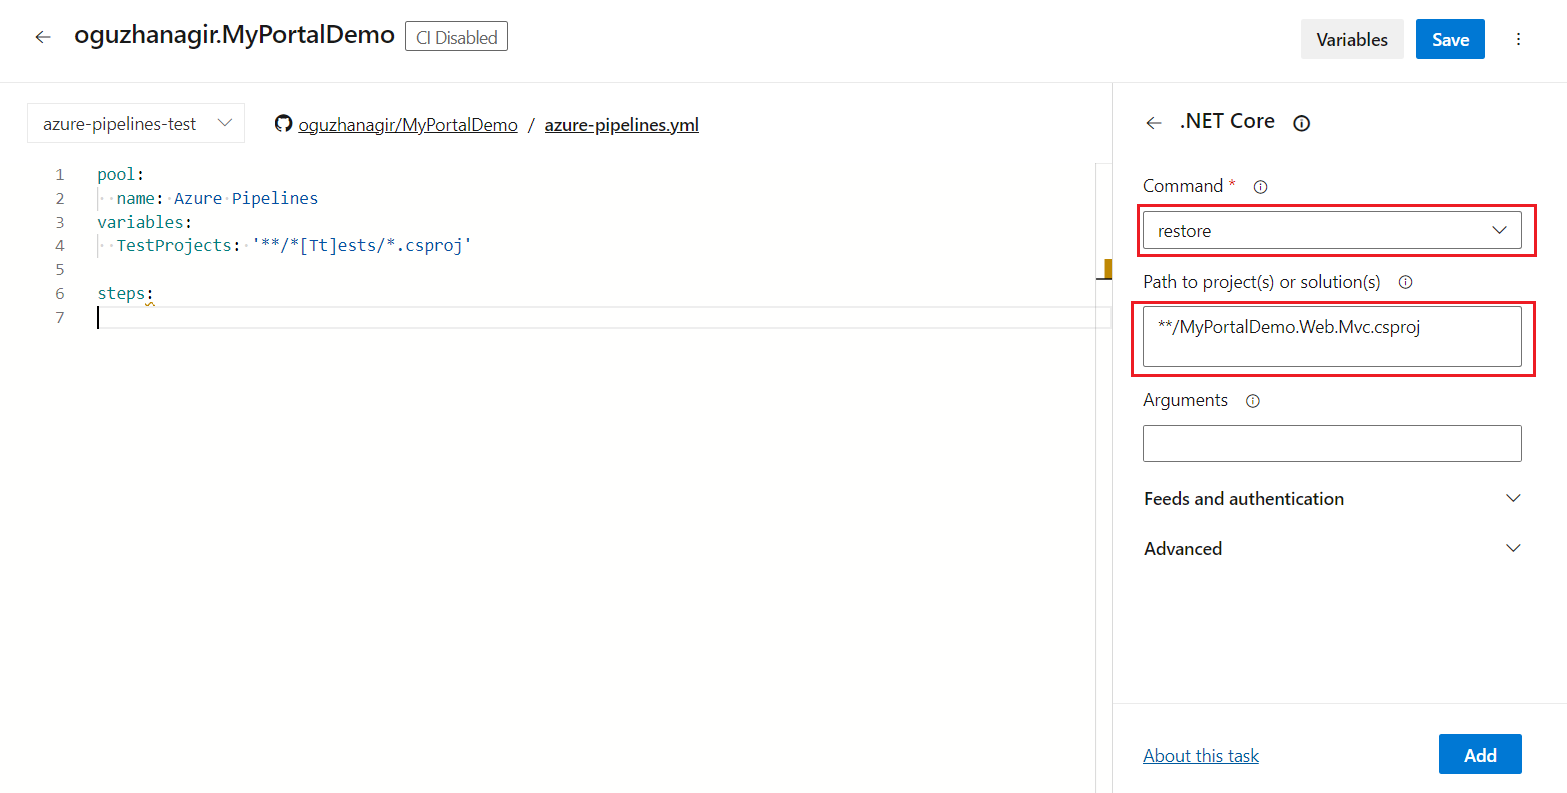 oguzhanagir.MyPortalDemo CI Disabled Variables Save
azure-pipelines-test oguzhanagir/MyPortalDemo / azure-pipelines.yml
1 pool:
2 name: Azure Pipelines
3 variables:
4 TestProjects: '**/*[Tt]ests/*.csproj'
5
6 steps:
7
.NET Core
Command *
restore
Path to project(s) or solution(s)
**/MyPortalDemo.Web.Mvc.csproj
Arguments
Feeds and authentication
Advanced
About this task Add